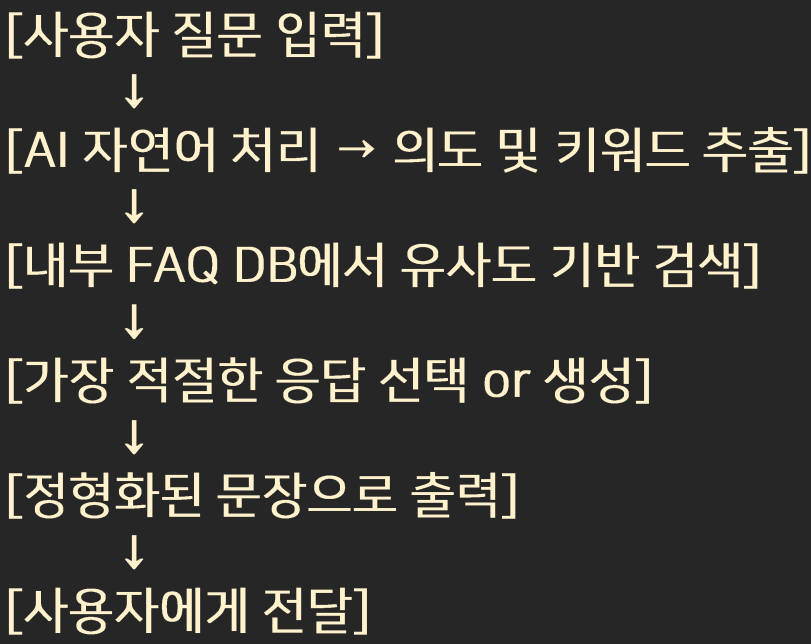 [사용자 질문 입력]
↓
[AI 자연어 처리 → 의도 및 키워드 추출]
↓
[내부 FAQ DB에서 유사도 기반 검색]
↓
[가장 적절한 응답 선택 or 생성]
↓
[정형화된 문장으로 출력]
↓
[사용자에게 전달]